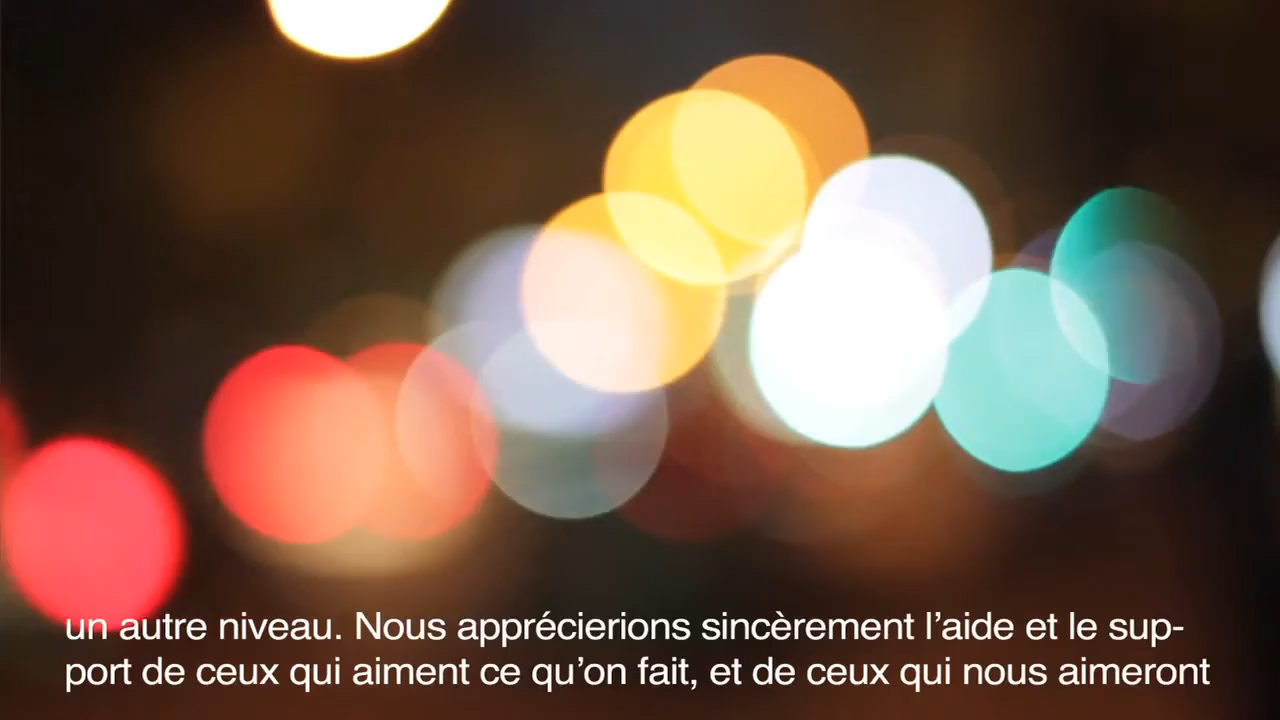 un autre niveau. Nous apprécierions sincèrement l’aide et le sup-
port de ceux qui aiment ce qu’on fait, et de ceux qui nous aimeront